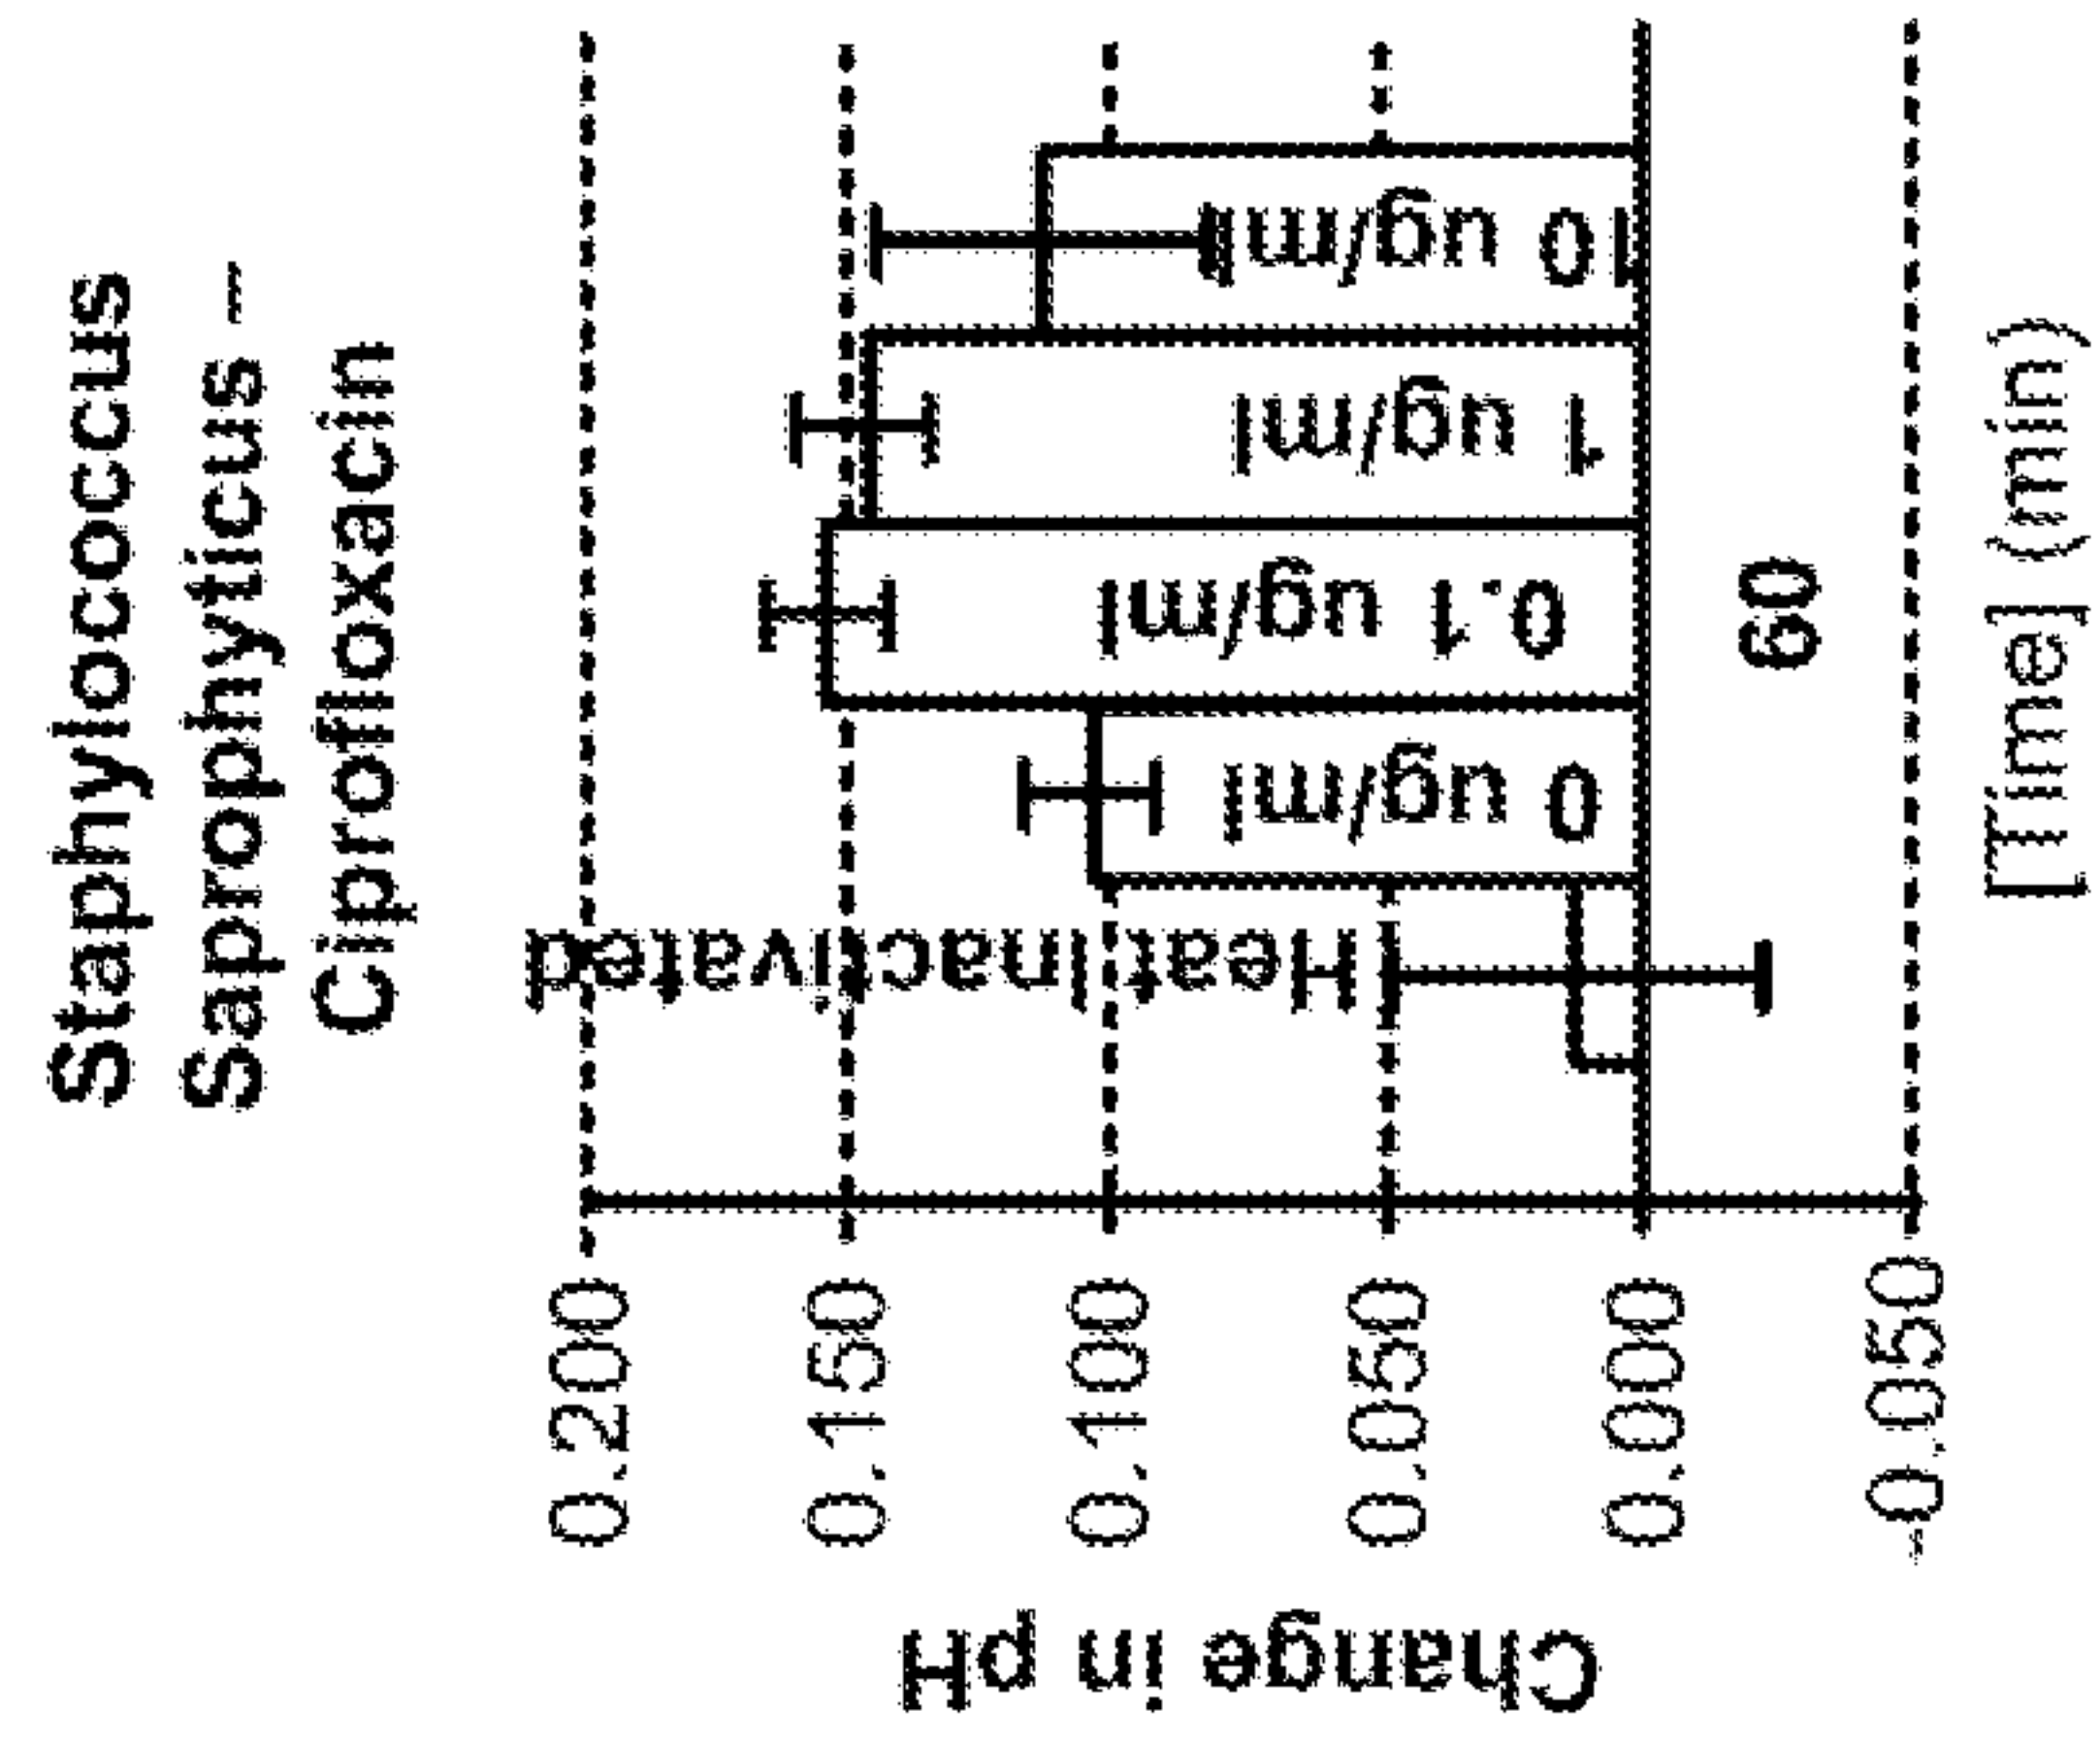 Staphylococcus
Saprophyticus –
Ciprofloxacin
Change in pH
0.200
0.150
0.100
0.050
0.000
-0.050
Heat Inactivated
0 ug/ml
0.1 ug/ml
1 ug/ml
10 ug/ml
60
[Time] (min)